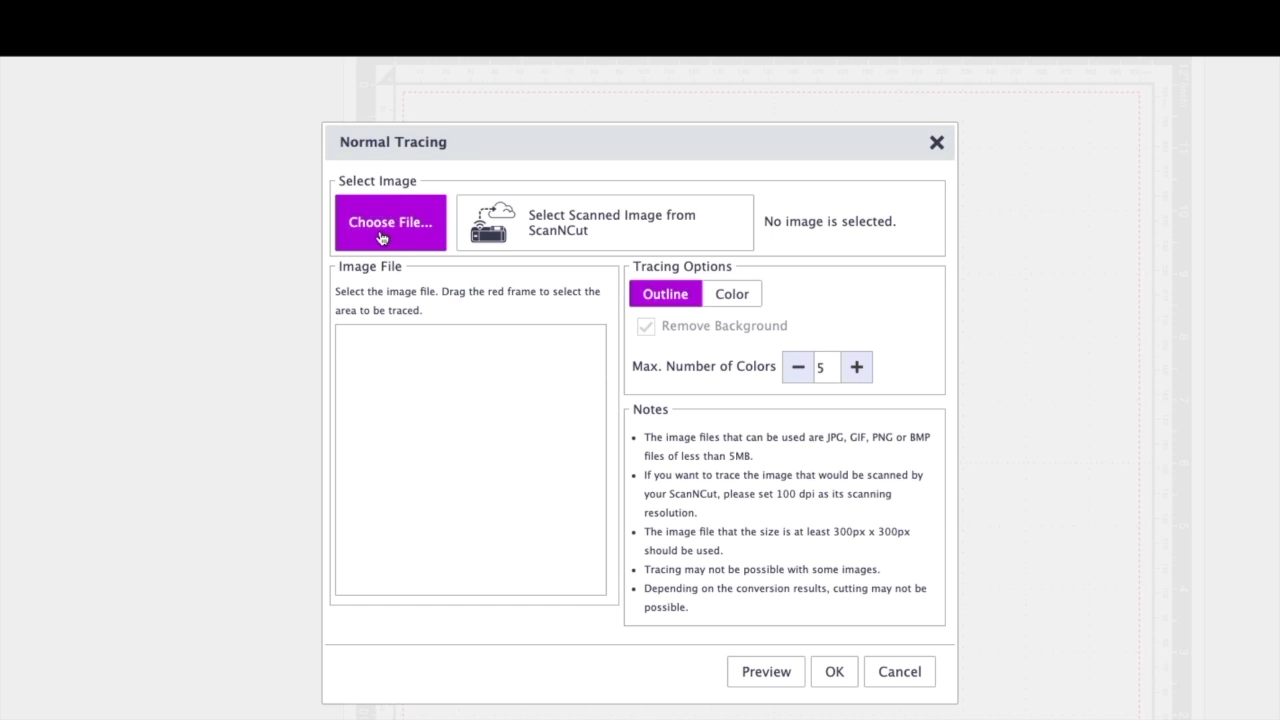 Normal Tracing
Select Image
Choose File...
Select Scanned Image from
ScanNCut
No image is selected.
Image File
Select the image file. Drag the red frame to select the
area to be traced.
Tracing Options
Outline
Color
Remove Background
Max. Number of Colors
5
Notes
• The image files that can be used are JPG, GIF, PNG or BMP
files of less than 5MB.
• If you want to trace the image that would be scanned by
your ScanNCut, please set 100 dpi as its scanning
resolution.
• The image file that the size is at least 300px x 300px
should be used.
• Tracing may not be possible with some images.
• Depending on the conversion results, cutting may not be
possible.
Preview
OK
Cancel